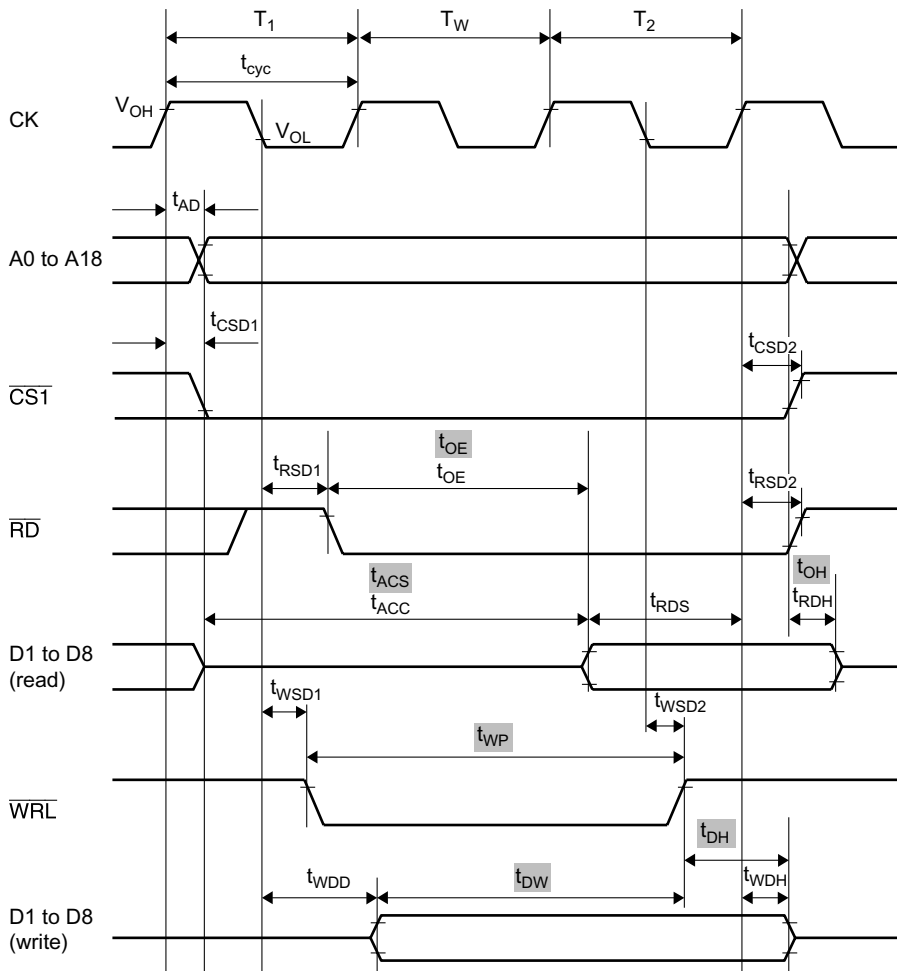 T1 TW T2
tcyc
CK VOH VOL
tAD
A0 to A18
tCSD1 tCSD2
CS1
tOE
tRSD1 tOE tRSD2
RD
tACS tOH
tACC tRDS tRDH
D1 to D8
(read)
tWSD1 tWSD2
tWP
WRL
tDH
tWDD tDW tWDH
D1 to D8
(write)